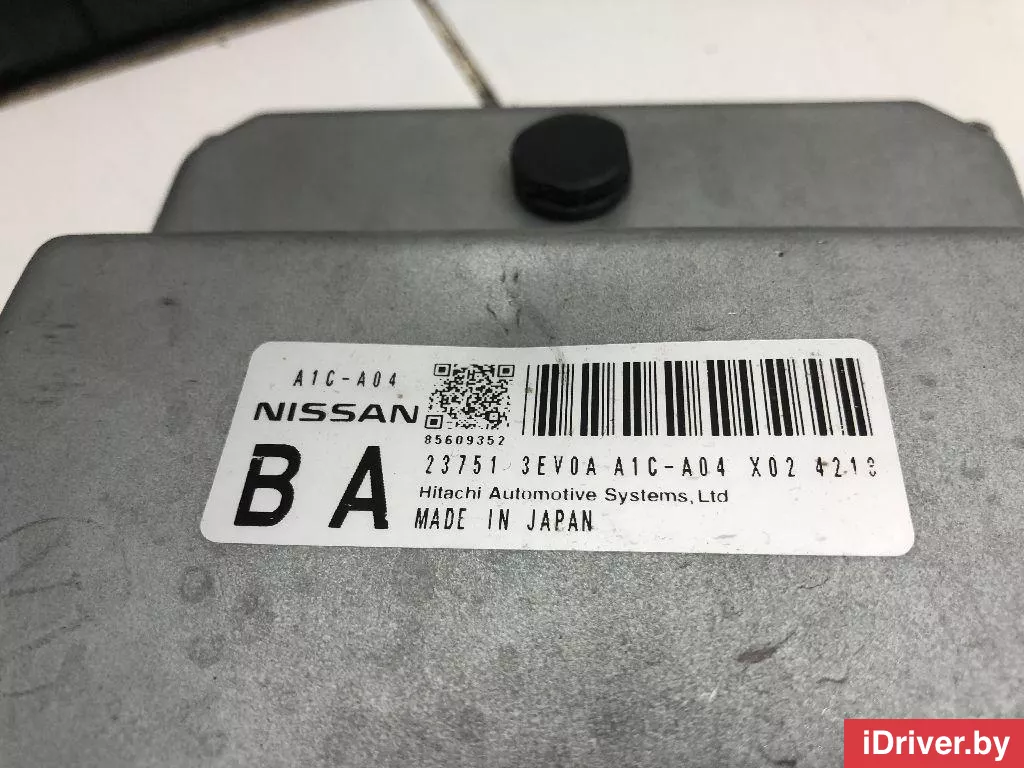 A1C-A04
NISSAN
85609352
BA
23751 3EV0A A1C-A04 X02 4218
Hitachi Automotive Systems,Ltd
MADE IN JAPAN
iDriver.by